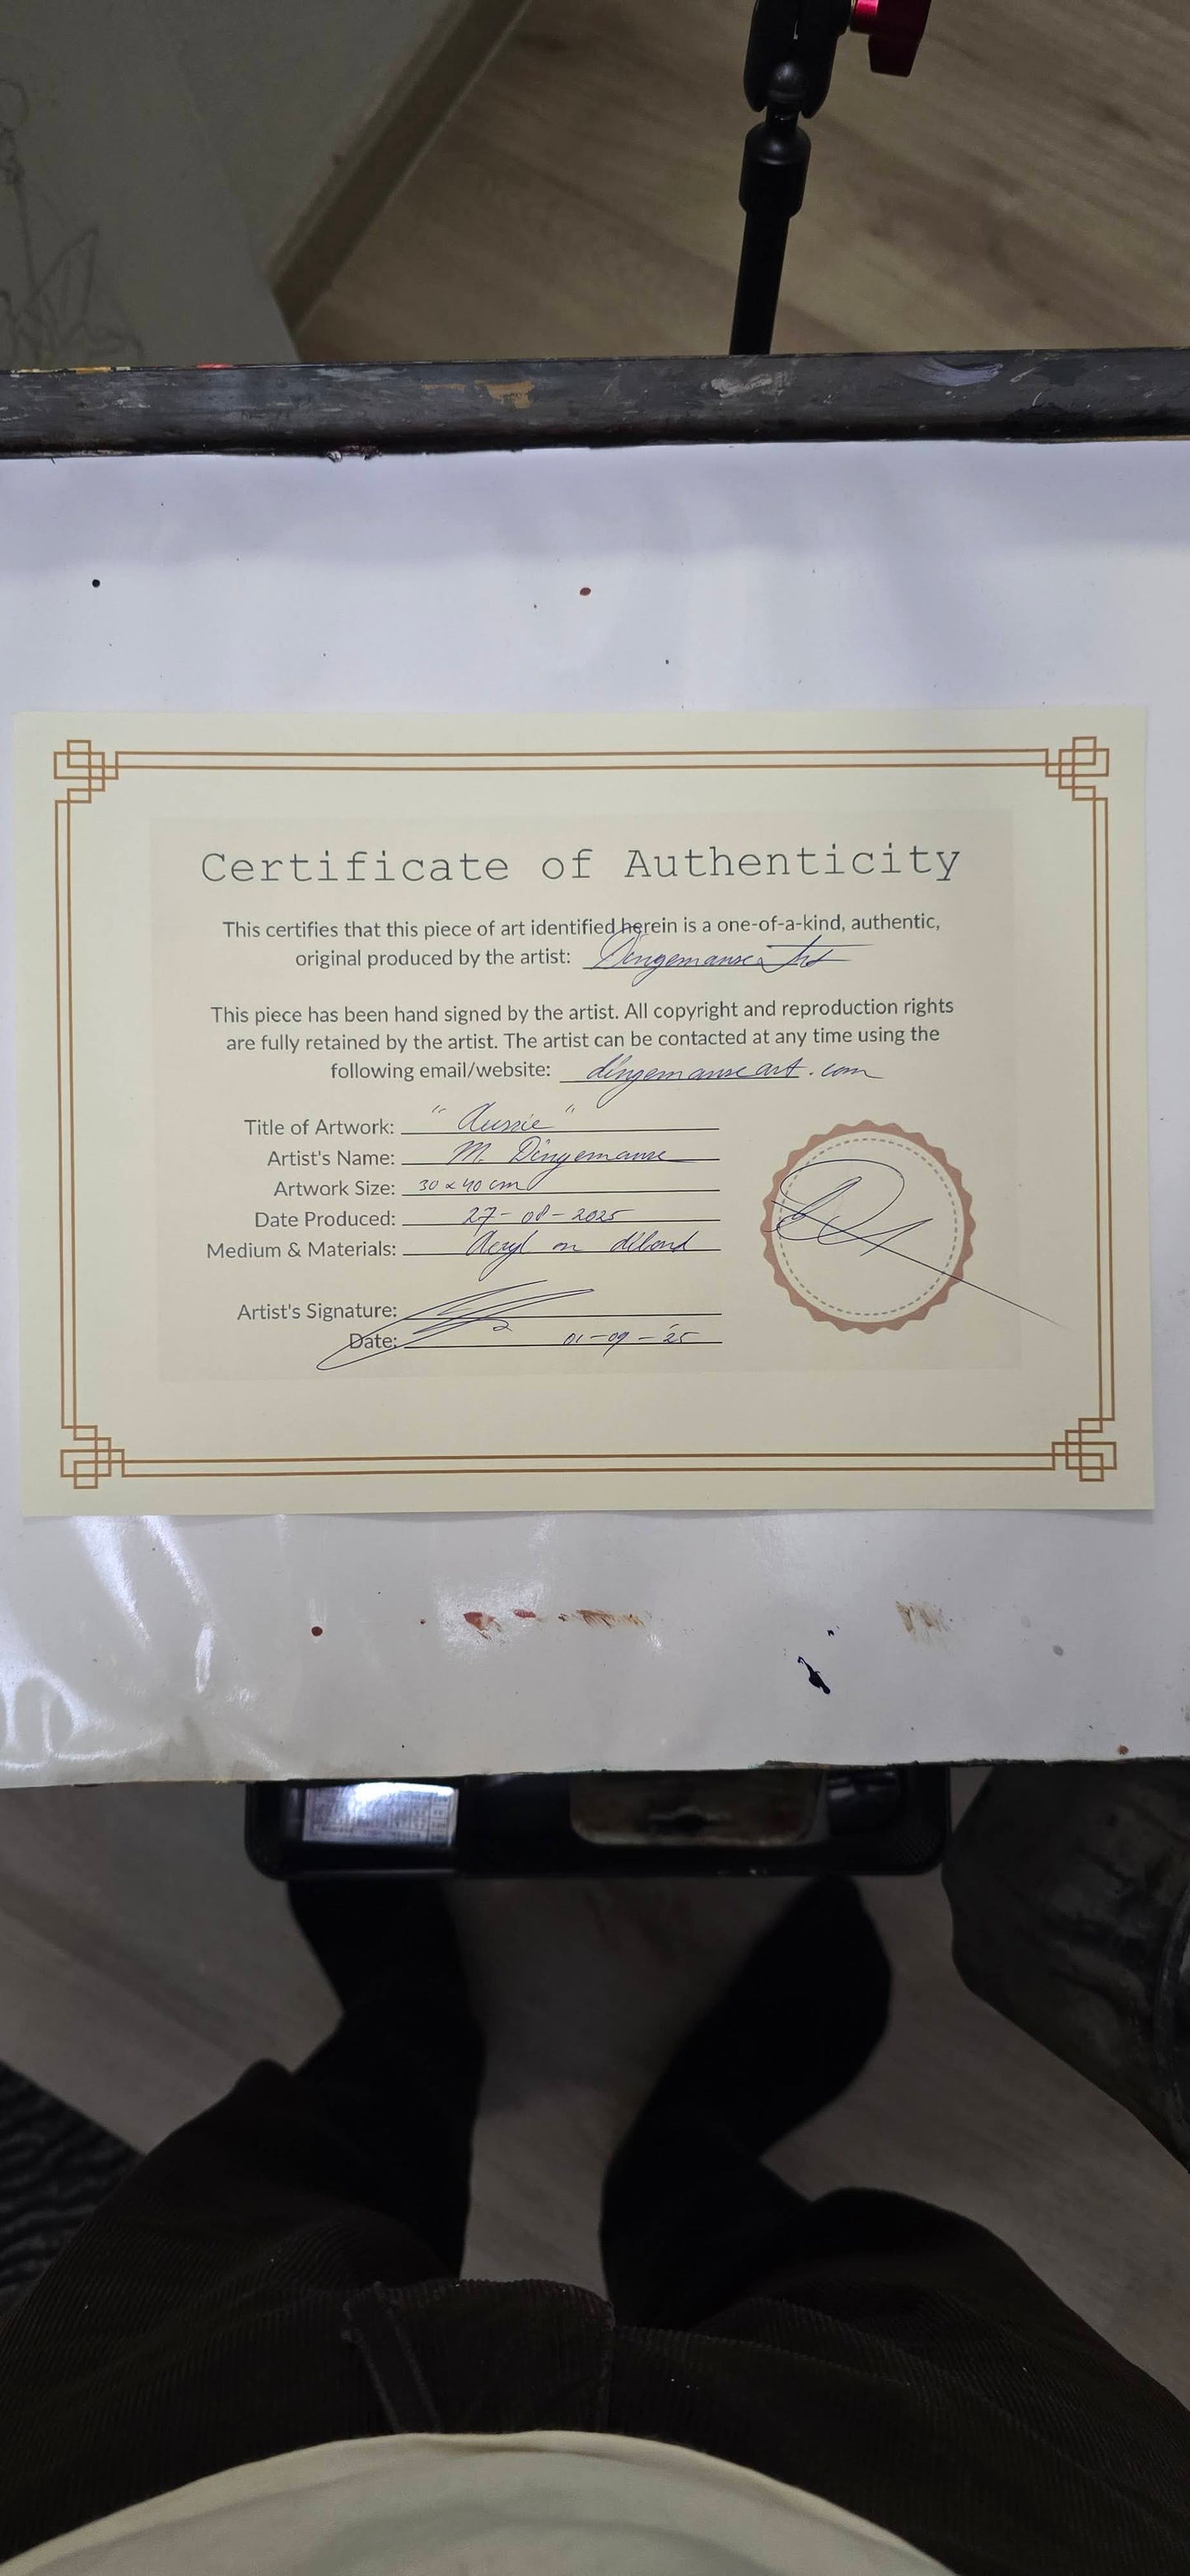 Certificate of Authenticity
This certifies that this piece of art identified herein is a one-of-a-kind, authentic,
original produced by the artist: Dingemanse Art
This piece has been hand signed by the artist. All copyright and reproduction rights
are fully retained by the artist. The artist can be contacted at any time using the
following email/website: dingemanseart.com
Title of Artwork: "Aussie"
Artist's Name: M. Dingemanse
Artwork Size: 30 x 40 cm
Date Produced: 27-08-2025
Medium & Materials: Acryl on dibond
Artist's Signature:
Date: 01-09-'25